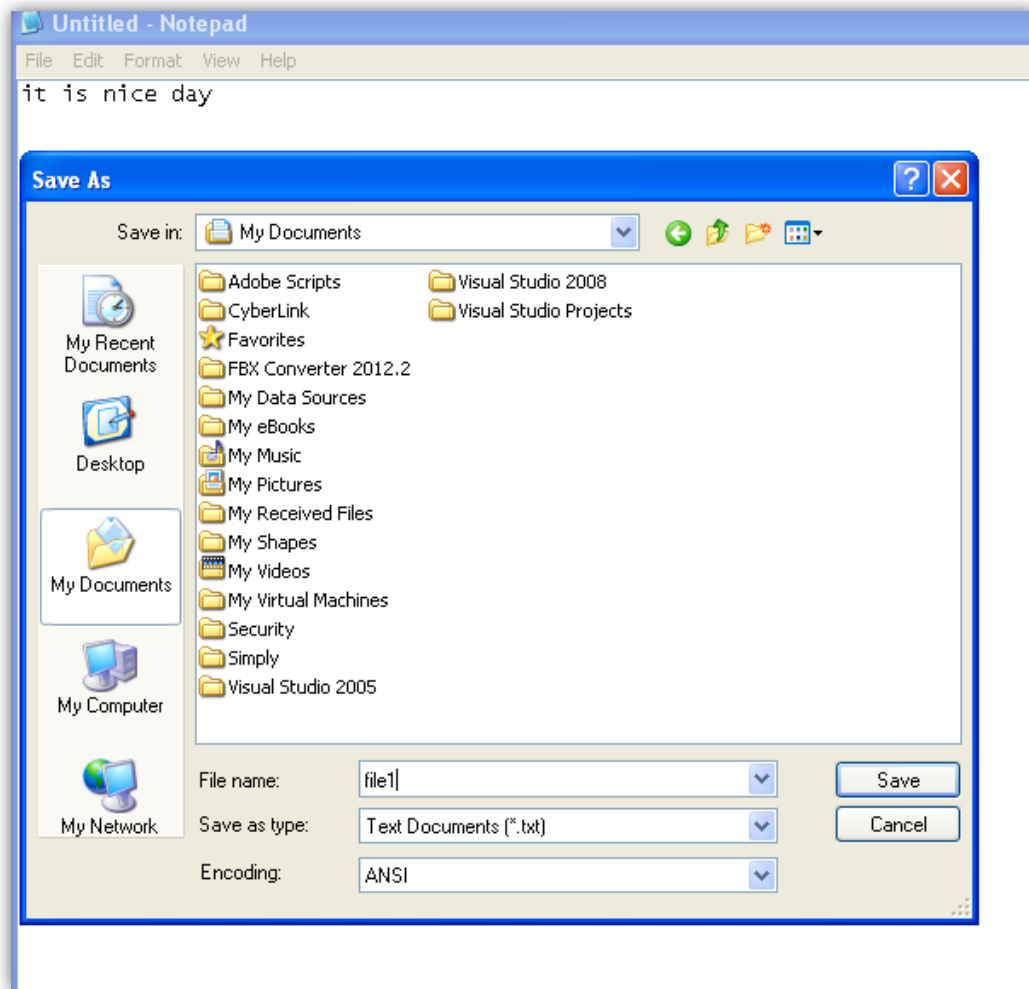 Untitled - Notepad
File Edit Format View Help
it is nice day
Save As
Save in: My Documents
My Recent
Documents
Desktop
My Documents
My Computer
My Network
Adobe Scripts
CyberLink
Favorites
FBX Converter 2012.2
My Data Sources
My eBooks
My Music
My Pictures
My Received Files
My Shapes
My Videos
My Virtual Machines
Security
Simply
Visual Studio 2005
Visual Studio 2008
Visual Studio Projects
File name: file1 Save
Save as type: Text Documents (*.txt) Cancel
Encoding: ANSI